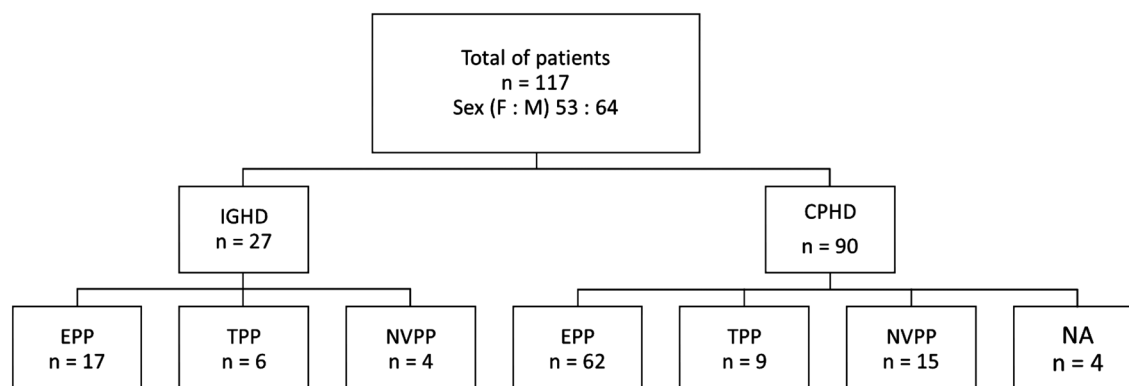 Total of patients
n = 117
Sex (F : M) 53 : 64
IGHD
n = 27
CPHD
n = 90
EPP
n = 17
TPP
n = 6
NVPP
n = 4
EPP
n = 62
TPP
n = 9
NVPP
n = 15
NA
n = 4